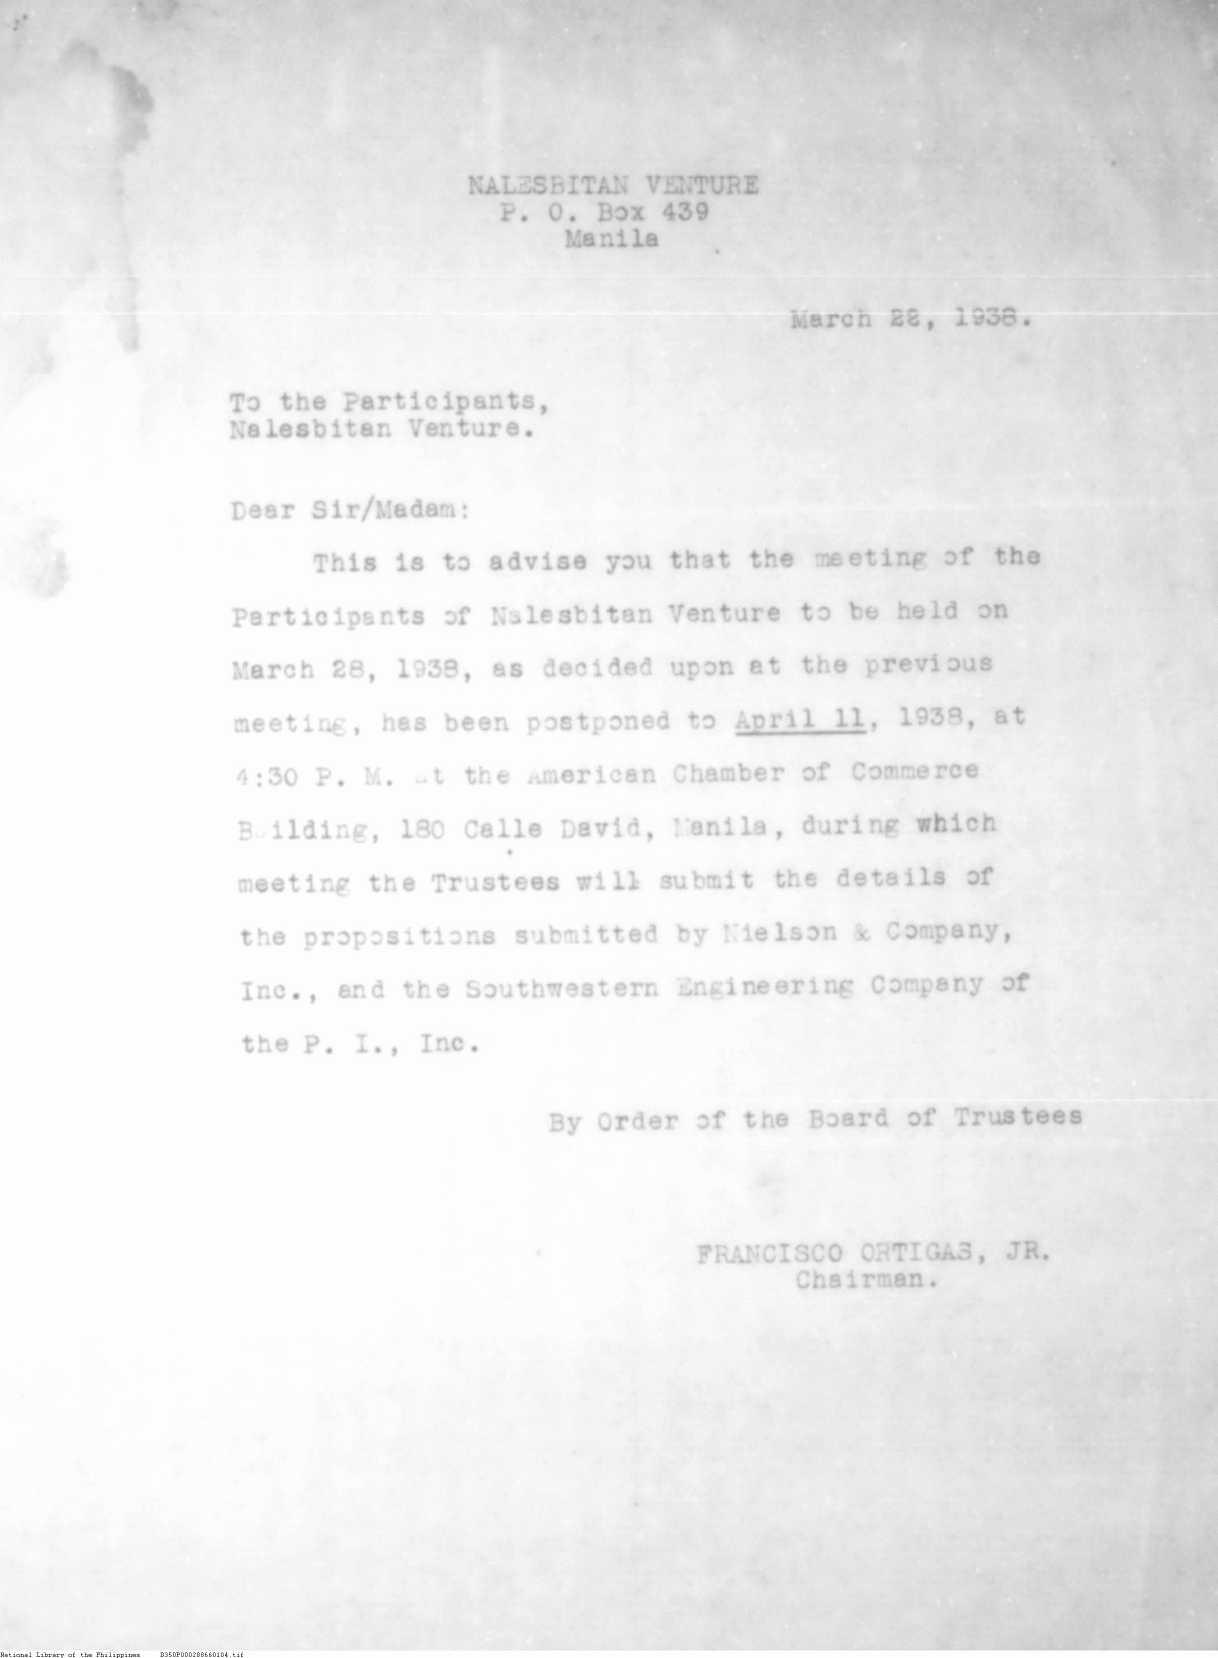 NALESBITAN VENTURE
P. O. Box 439
Manila
March 28, 1938.
To the Participants,
Nalesbitan Venture.
Dear Sir/Madam:
This is to advise you that the meeting of the
Participants of Nalesbitan Venture to be held on
March 28, 1938, as decided upon at the previous
meeting, has been postponed to April 11, 1938, at
4:30 P. M. at the American Chamber of Commerce
Building, 180 Calle David, Manila, during which
meeting the Trustees will submit the details of
the propositions submitted by Nielson & Company,
Inc., and the Southwestern Engineering Company of
the P. I., Inc.
By Order of the Board of Trustees
FRANCISCO ORTIGAS, JR.
Chairman.
National Library of the Philippines D350P000288660104.tif